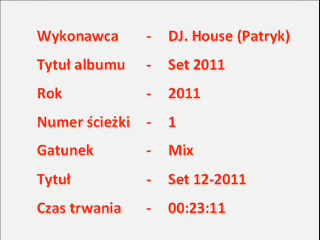 Wykonawca - DJ. House (Patryk)
Tytuł albumu - Set 2011
Rok - 2011
Numer ścieżki - 1
Gatunek - Mix
Tytuł - Set 12-2011
Czas trwania - 00:23:11